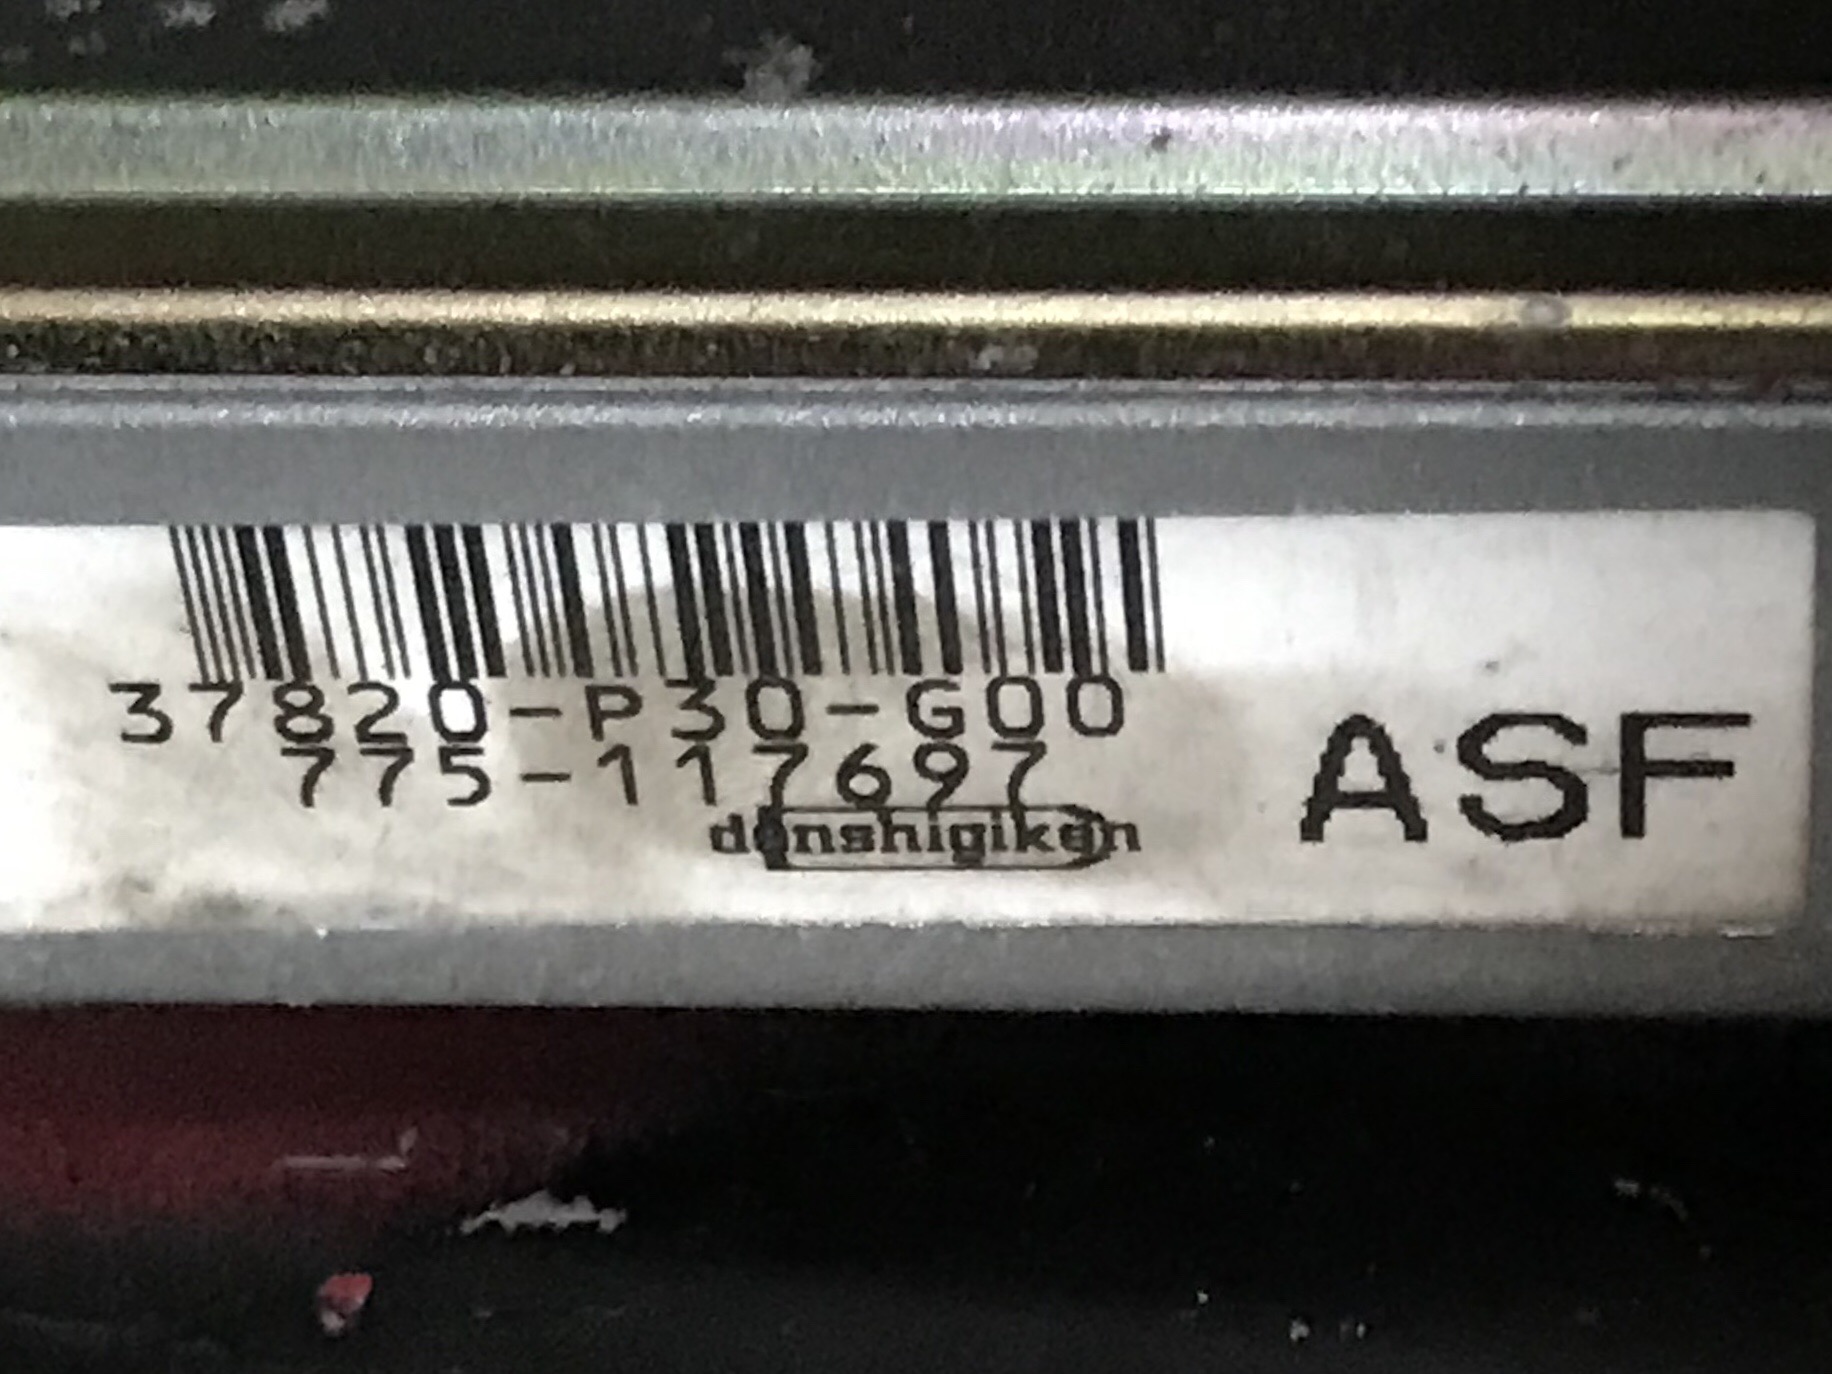 37820-P30-G00
775-117697
denshigiken
ASF